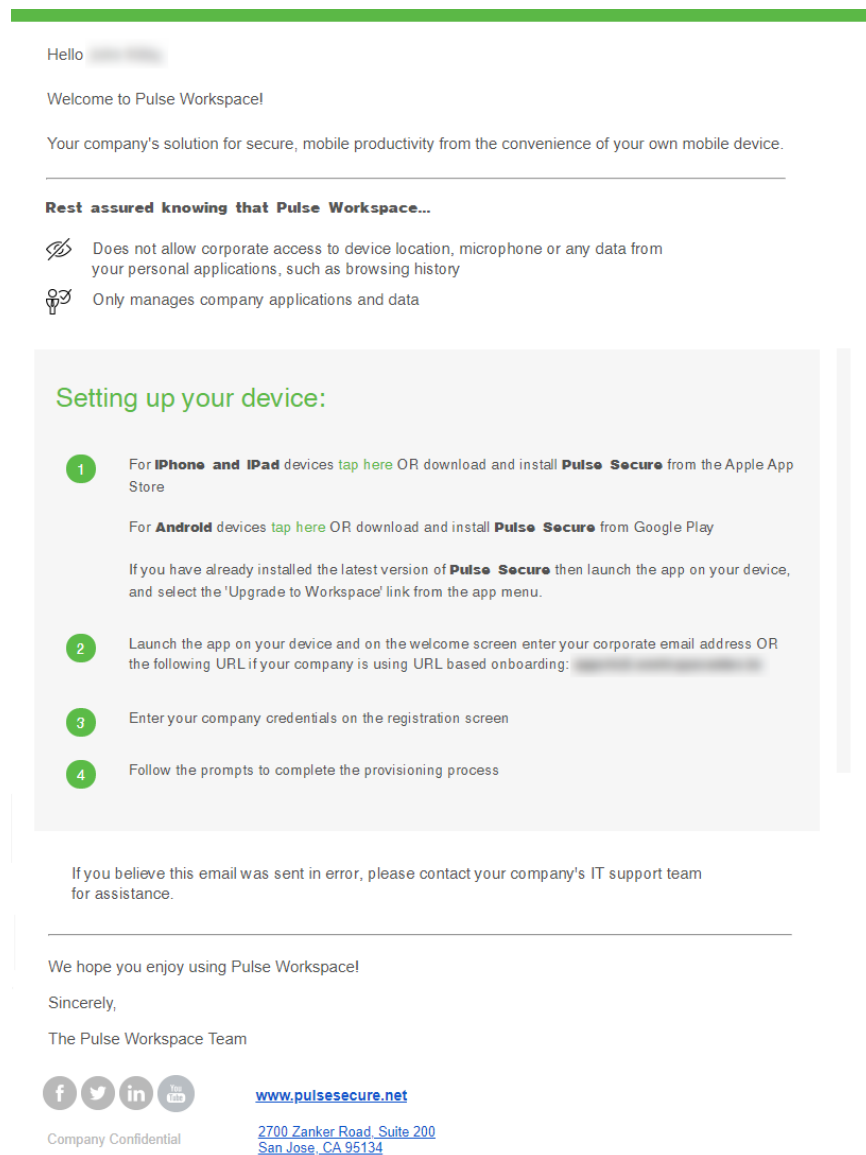 Hello
Welcome to Pulse Workspace!
Your company's solution for secure, mobile productivity from the convenience of your own mobile device.
Rest assured knowing that Pulse Workspace...
Does not allow corporate access to device location, microphone or any data from
your personal applications, such as browsing history
Only manages company applications and data
Setting up your device:
1
For iPhone and iPad devices tap here OR download and install Pulse Secure from the Apple App
Store
For Android devices tap here OR download and install Pulse Secure from Google Play
If you have already installed the latest version of Pulse Secure then launch the app on your device,
and select the 'Upgrade to Workspace' link from the app menu.
2
Launch the app on your device and on the welcome screen enter your corporate email address OR
the following URL if your company is using URL based onboarding:
3
Enter your company credentials on the registration screen
4
Follow the prompts to complete the provisioning process
If you believe this email was sent in error, please contact your company's IT support team
for assistance.
We hope you enjoy using Pulse Workspace!
Sincerely,
The Pulse Workspace Team
f in You Tube
www.pulsesecure.net
Company Confidential
2700 Zanker Road, Suite 200
San Jose, CA 95134